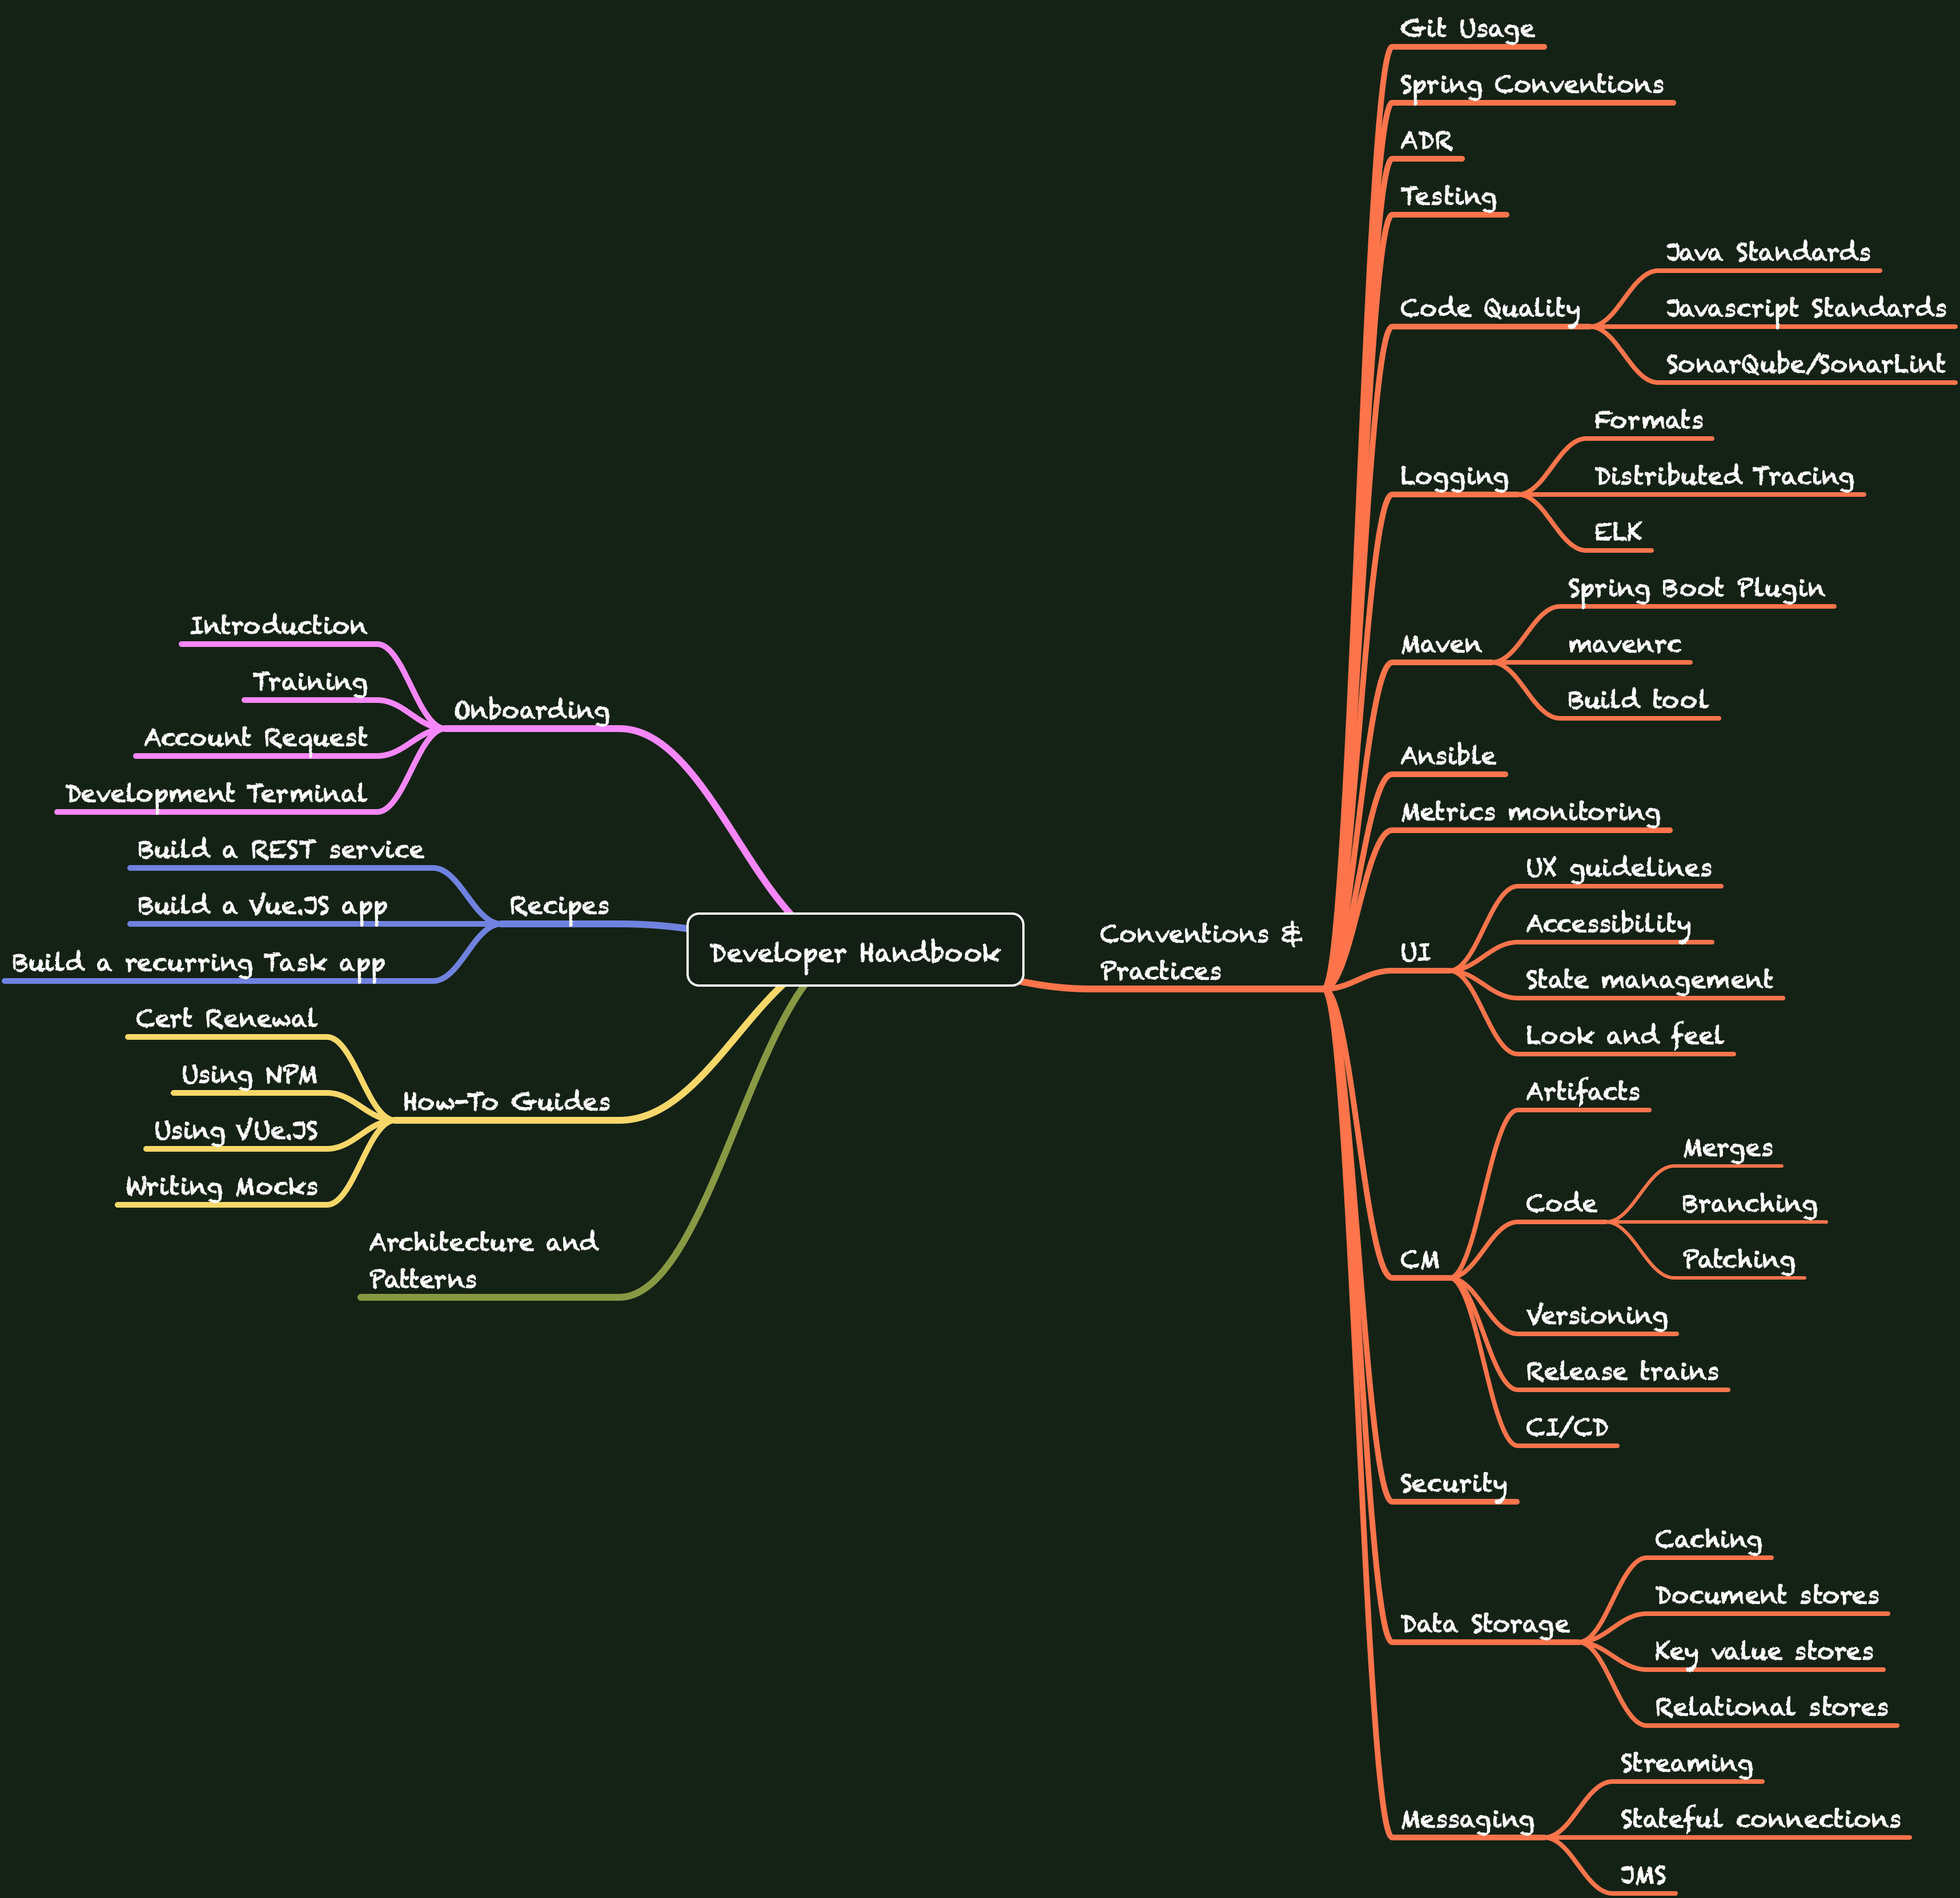 Git Usage
Spring Conventions
ADR
Testing
Java Standards
Code Quality
Javascript Standards
SonarQube/SonarLint
Formats
Logging
Distributed Tracing
ELK
Spring Boot Plugin
Maven
mavenrc
Build tool
Ansible
Metrics monitoring
UX guidelines
Accessibility
UI
State management
Look and feel
Artifacts
Merges
Code
Branching
Patching
CM
Versioning
Release trains
CI/CD
Security
Caching
Document stores
Data Storage
Key value stores
Relational stores
Streaming
Messaging
Stateful connections
JMS
Conventions &
Practices
Developer Handbook
Introduction
Training
Onboarding
Account Request
Development Terminal
Build a REST service
Build a Vue.JS app
Recipes
Build a recurring Task app
Cert Renewal
Using NPM
How-To Guides
Using VUe.JS
Writing Mocks
Architecture and
Patterns